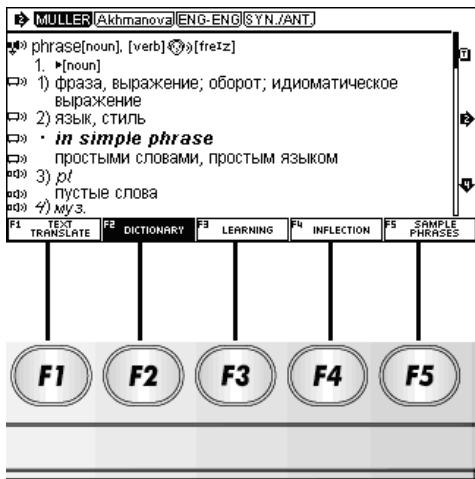 MULLER Akhmanova ENG-ENG SYN./ANT.
phrase[noun], [verb] [freɪz]
1. ▸[noun]
1) фраза, выражение; оборот; идиоматическое
выражение
2) язык, стиль
· in simple phrase
простыми словами, простым языком
3) pl
пустые слова
4) муз.
F1 TEXT TRANSLATE F2 DICTIONARY F3 LEARNING F4 INFLECTION F5 SAMPLE PHRASES
F1 F2 F3 F4 F5